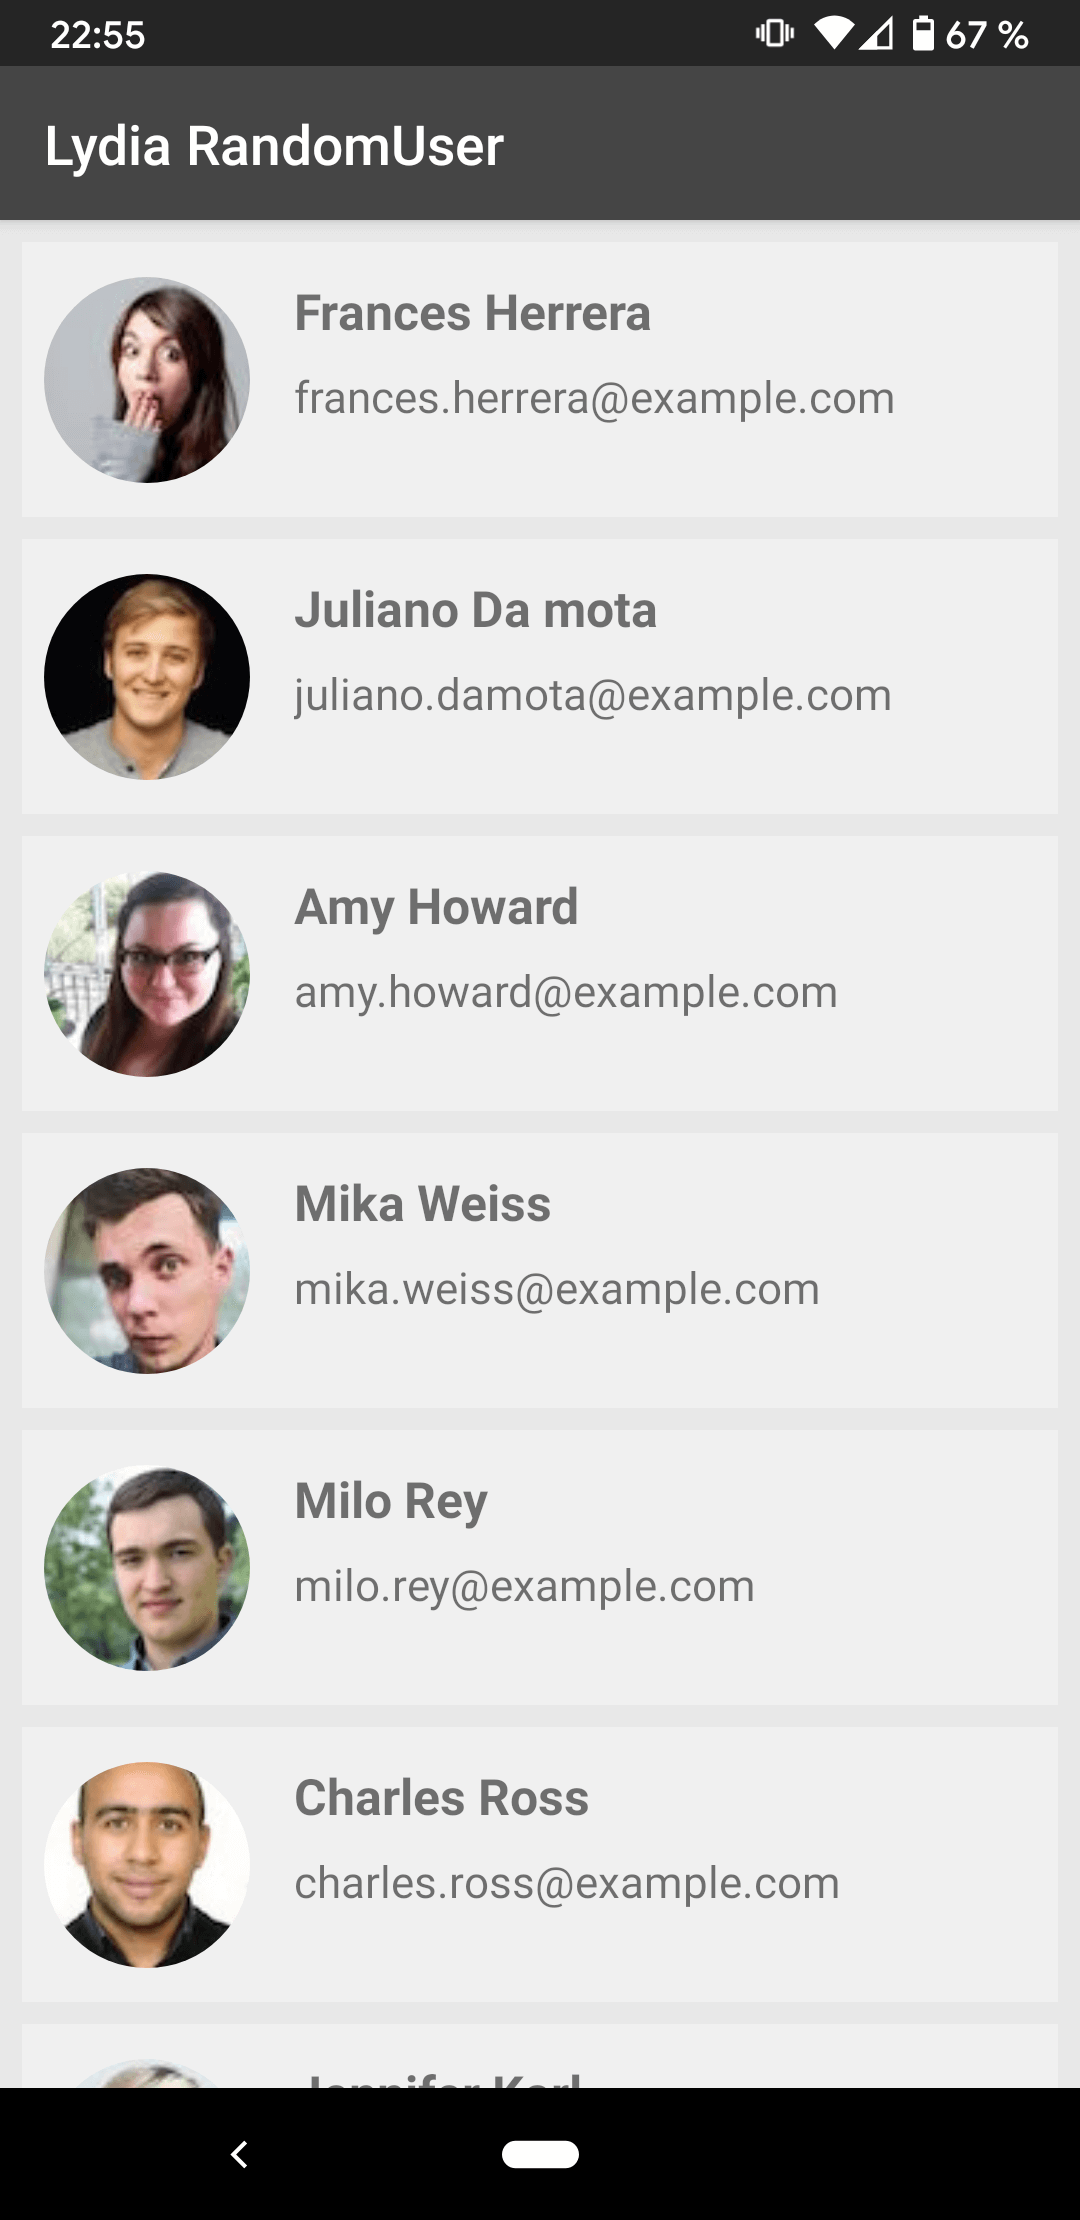 22:55
67 %
Lydia RandomUser
Frances Herrera
frances.herrera@example.com
Juliano Da mota
juliano.damota@example.com
Amy Howard
amy.howard@example.com
Mika Weiss
mika.weiss@example.com
Milo Rey
milo.rey@example.com
Charles Ross
charles.ross@example.com
Jennifer Karl